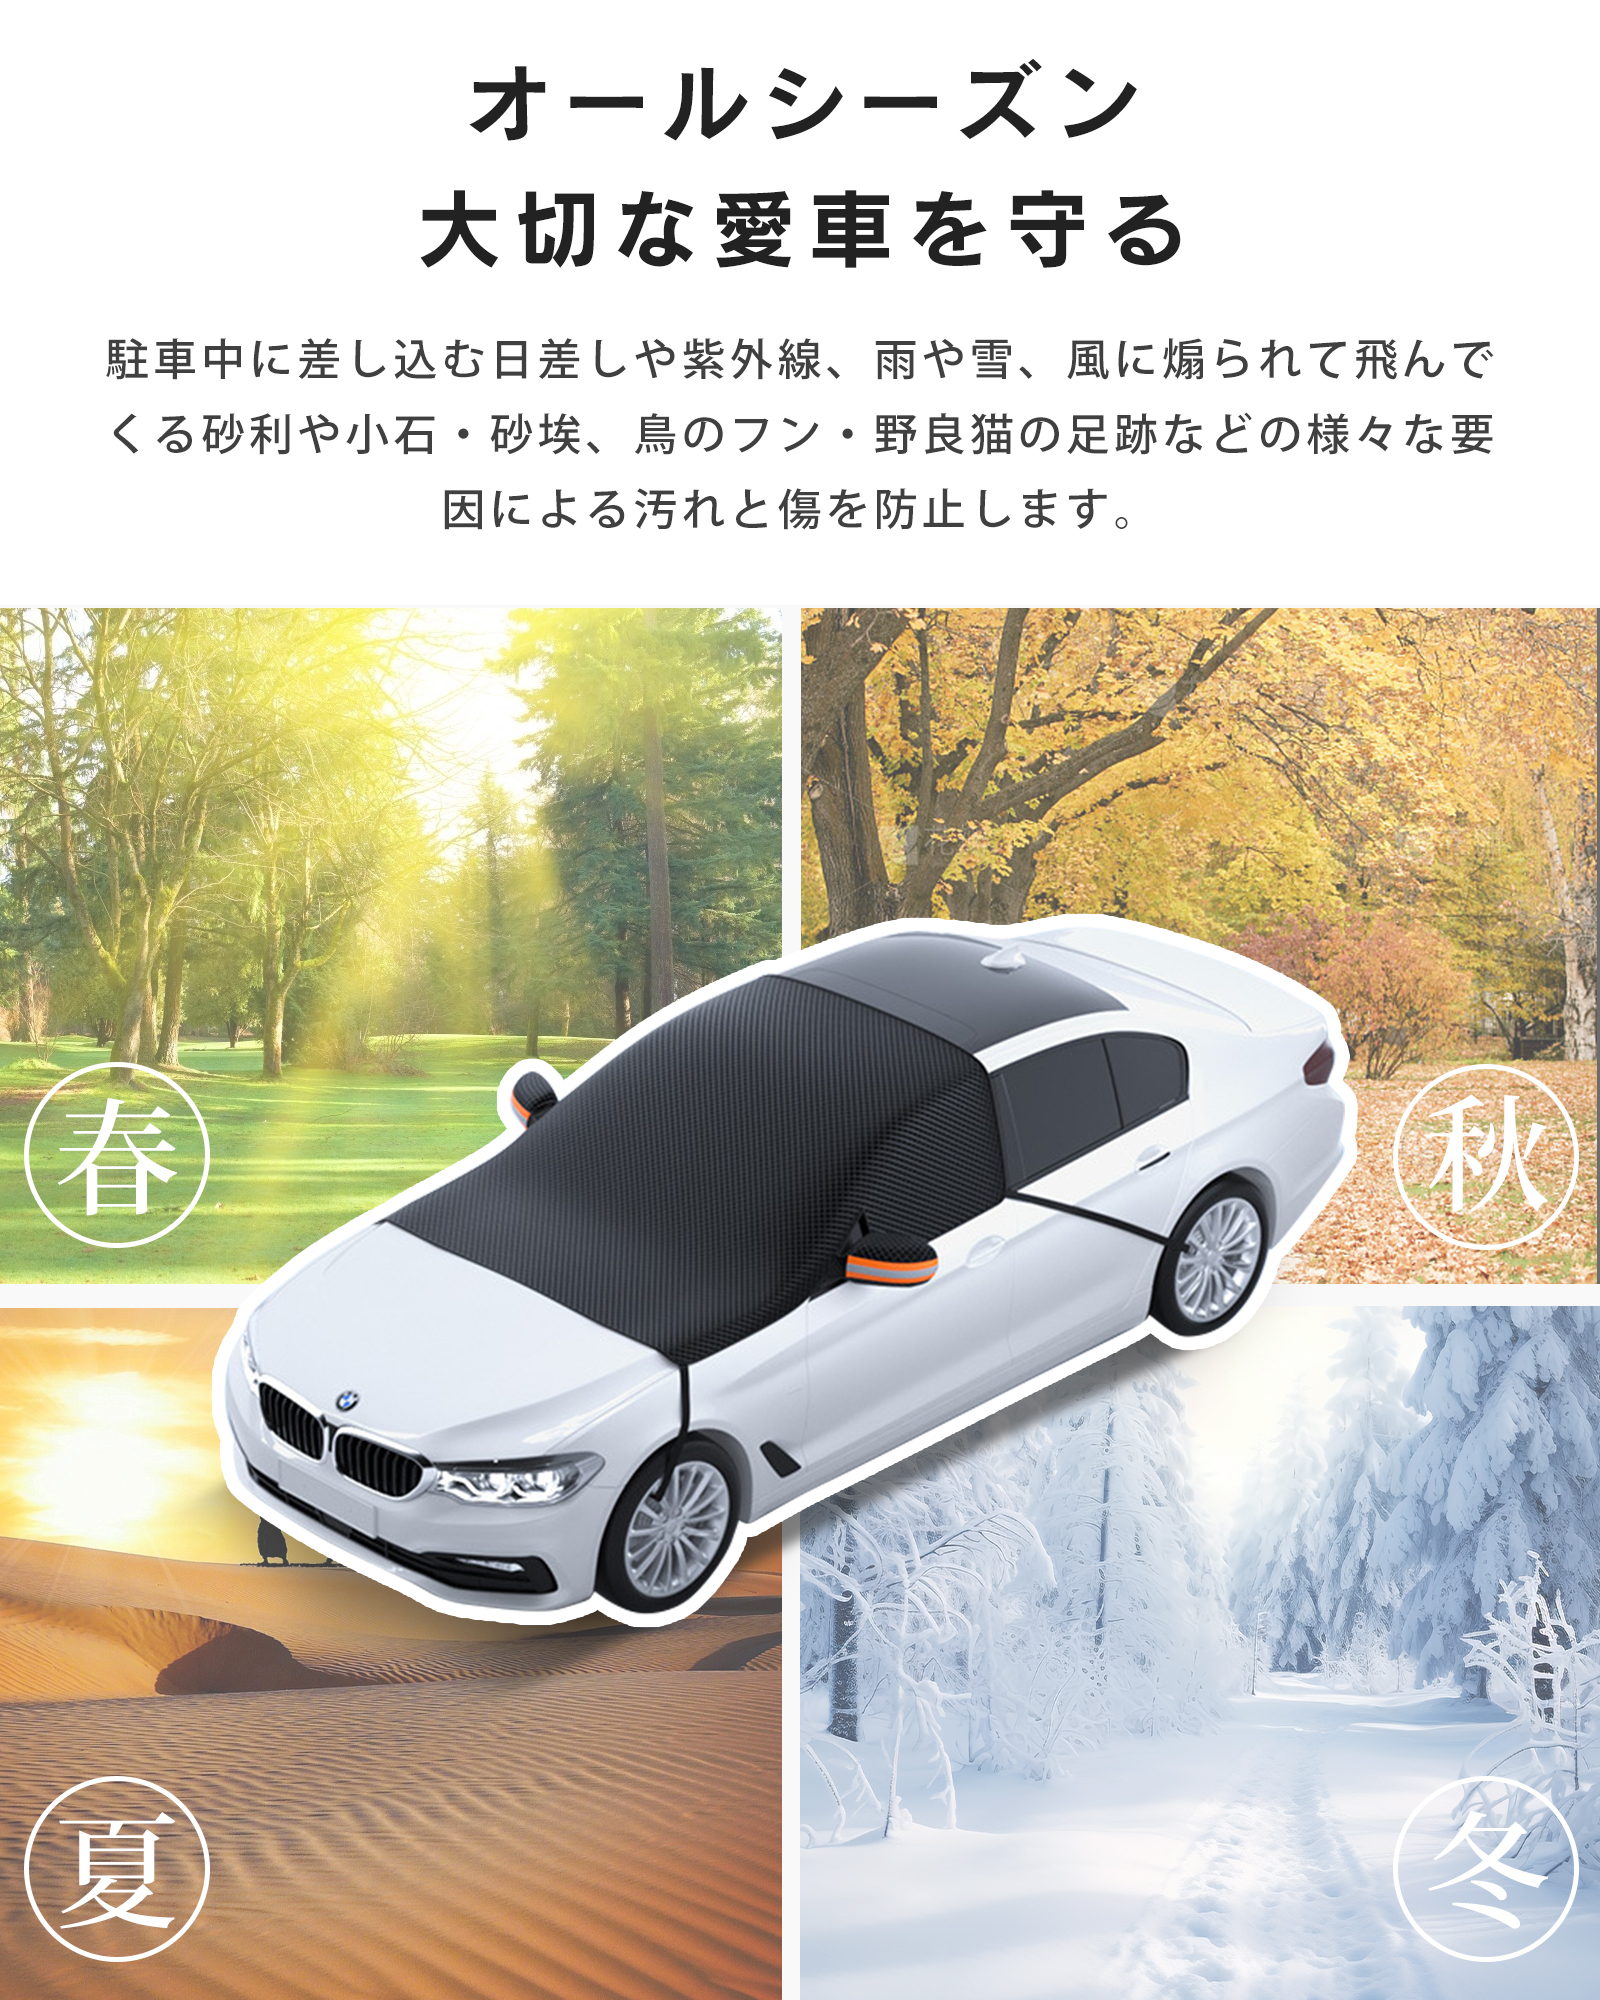 オールシーズン
大切な愛車を守る
駐車中に差し込む日差しや紫外線、雨や雪、風に煽られて飛んで
くる砂利や小石・砂埃、鳥のフン・野良猫の足跡などの様々な要
因による汚れと傷を防止します。
春
秋
夏
冬